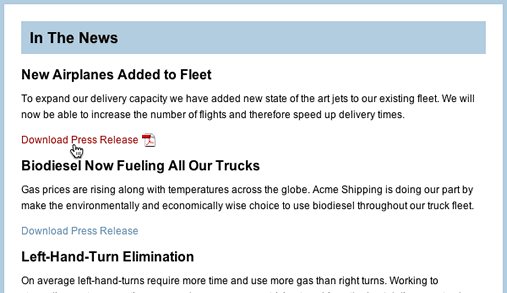 In The News
New Airplanes Added to Fleet
To expand our delivery capacity we have added new state of the art jets to our existing fleet. We will
now be able to increase the number of flights and therefore speed up delivery times.
Download Press Release
Biodiesel Now Fueling All Our Trucks
Gas prices are rising along with temperatures across the globe. Acme Shipping is doing our part by
make the environmentally and economically wise choice to use biodiesel throughout our truck fleet.
Download Press Release
Left-Hand-Turn Elimination
On average left-hand-turns require more time and use more gas than right turns. Working to